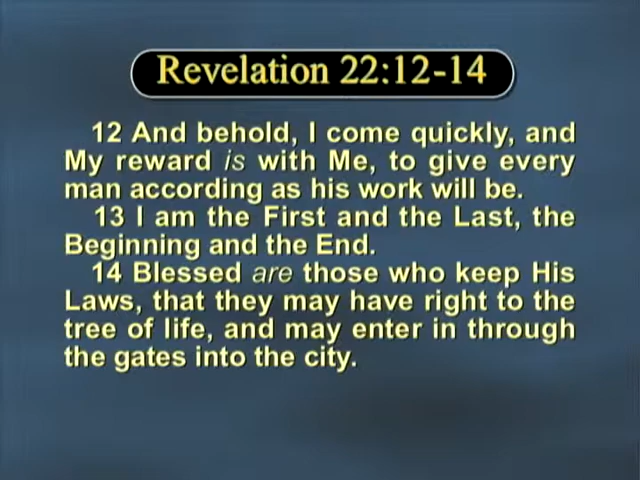 Revelation 22:12-14
12 And behold, I come quickly, and
My reward is with Me, to give every
man according as his work will be.
13 I am the First and the Last, the
Beginning and the End.
14 Blessed are those who keep His
Laws, that they may have right to the
tree of life, and may enter in through
the gates into the city.